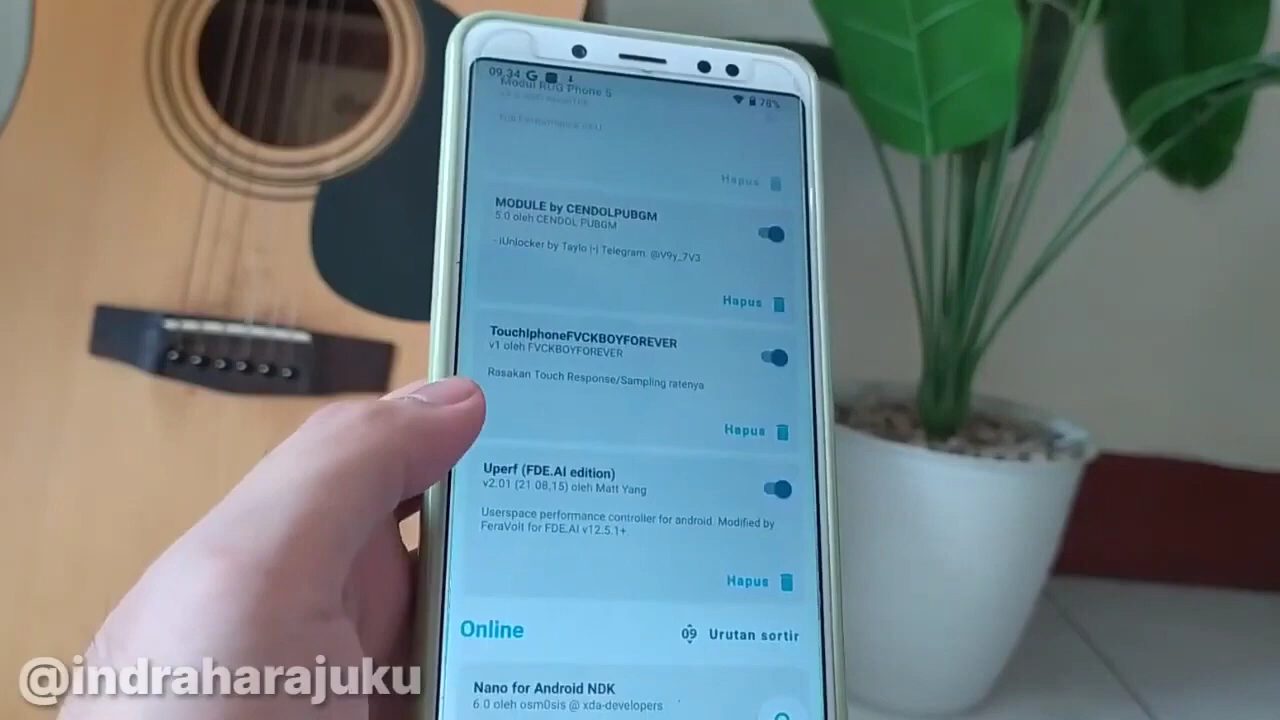 09.34
78%
Modul ROG Phone 5
Hapus
MODULE by CENDOLPUBGM
5.0 oleh CENDOL PUBGM
- iUnlocker by Taylo |•| Telegram: @V9y_7V3
Hapus
TouchIphoneFVCKBOYFOREVER
v1 oleh FVCKBOYFOREVER
Rasakan Touch Response/Sampling ratenya
Hapus
Uperf (FDE.AI edition)
v2.01 (21.08.15) oleh Matt Yang
Userspace performance controller for android. Modified by
FeraVolt for FDE.AI v12.5.1+
Hapus
Online
Urutan sortir
Nano for Android NDK
6.0 oleh osm0sis @ xda-developers
@indraharajuku